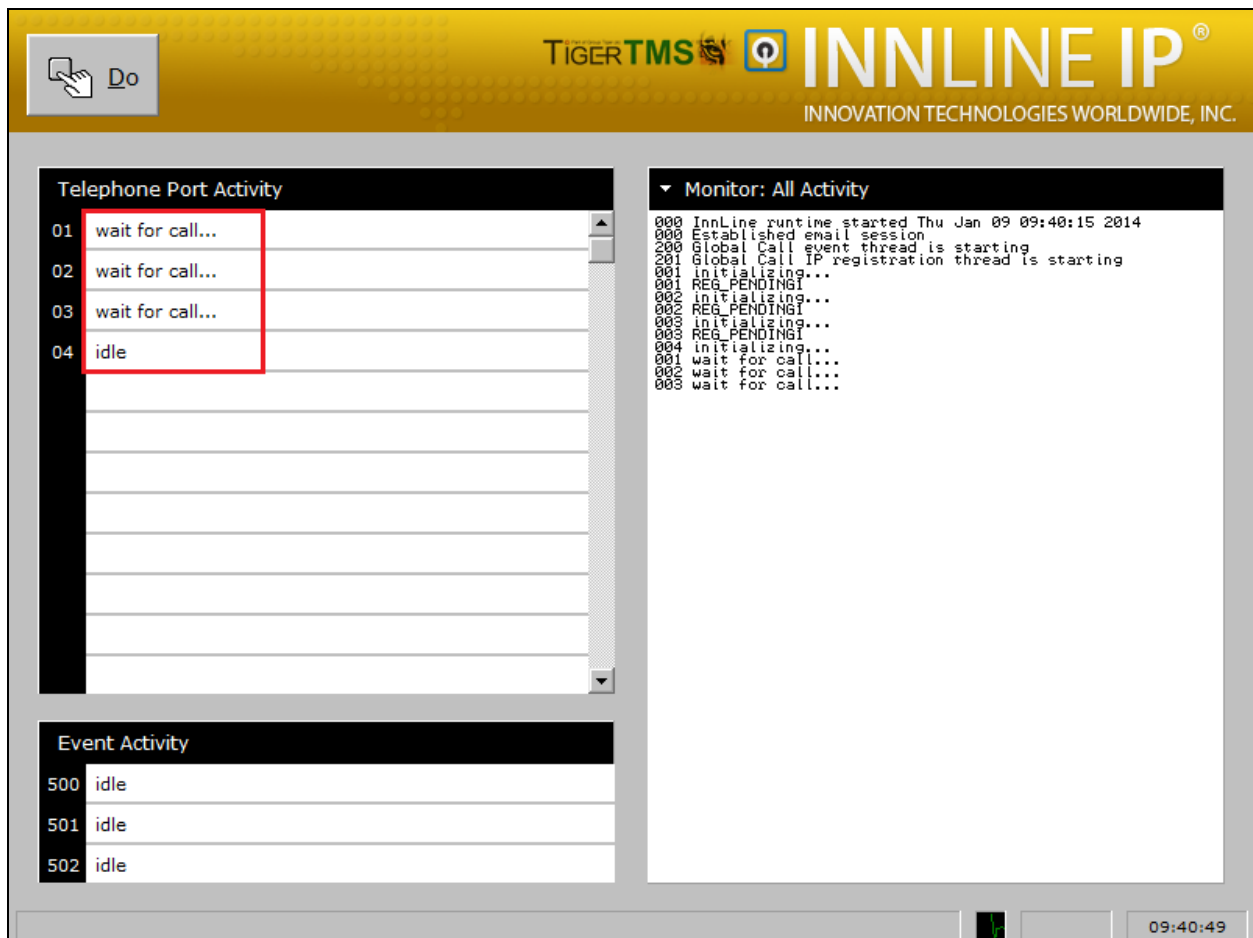 Do
TIGERTMS
INNLINE IP®
INNOVATION TECHNOLOGIES WORLDWIDE, INC.
Telephone Port Activity
01 wait for call...
02 wait for call...
03 wait for call...
04 idle
Event Activity
500 idle
501 idle
502 idle
Monitor: All Activity
000 InnLine runtime started Thu Jan 09 09:40:15 2014
000 Established email session
200 Global Call event thread is starting
201 Global Call IP registration thread is starting
001 initializing...
001 REG_PENDINGI
002 initializing...
002 REG_PENDINGI
003 initializing...
003 REG_PENDINGI
004 initializing...
001 wait for call...
002 wait for call...
003 wait for call...
09:40:49